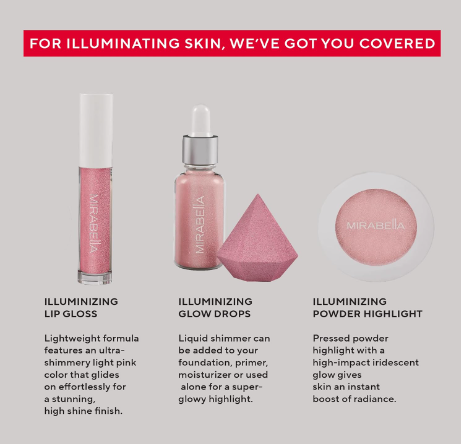 FOR ILLUMINATING SKIN, WE'VE GOT YOU COVERED
MIRABELLA
MIRABELLA
MIRABELLA
ILLUMINIZING
LIP GLOSS
Lightweight formula
features an ultra-
shimmery light pink
color that glides
on effortlessly for
a stunning,
high shine finish.
ILLUMINIZING
GLOW DROPS
Liquid shimmer can
be added to your
foundation, primer,
moisturizer or used
alone for a super-
glowy highlight.
ILLUMINIZING
POWDER HIGHLIGHT
Pressed powder
highlight with a
high-impact iridescent
glow gives
skin an instant
boost of radiance.